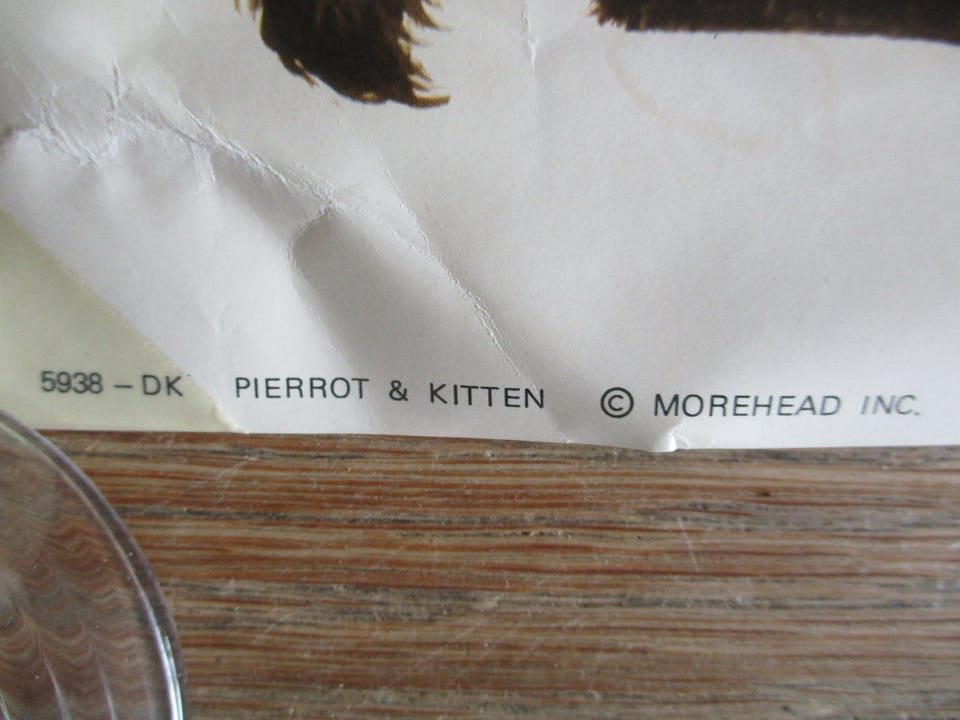 5938 – DK PIERROT & KITTEN © MOREHEAD INC.